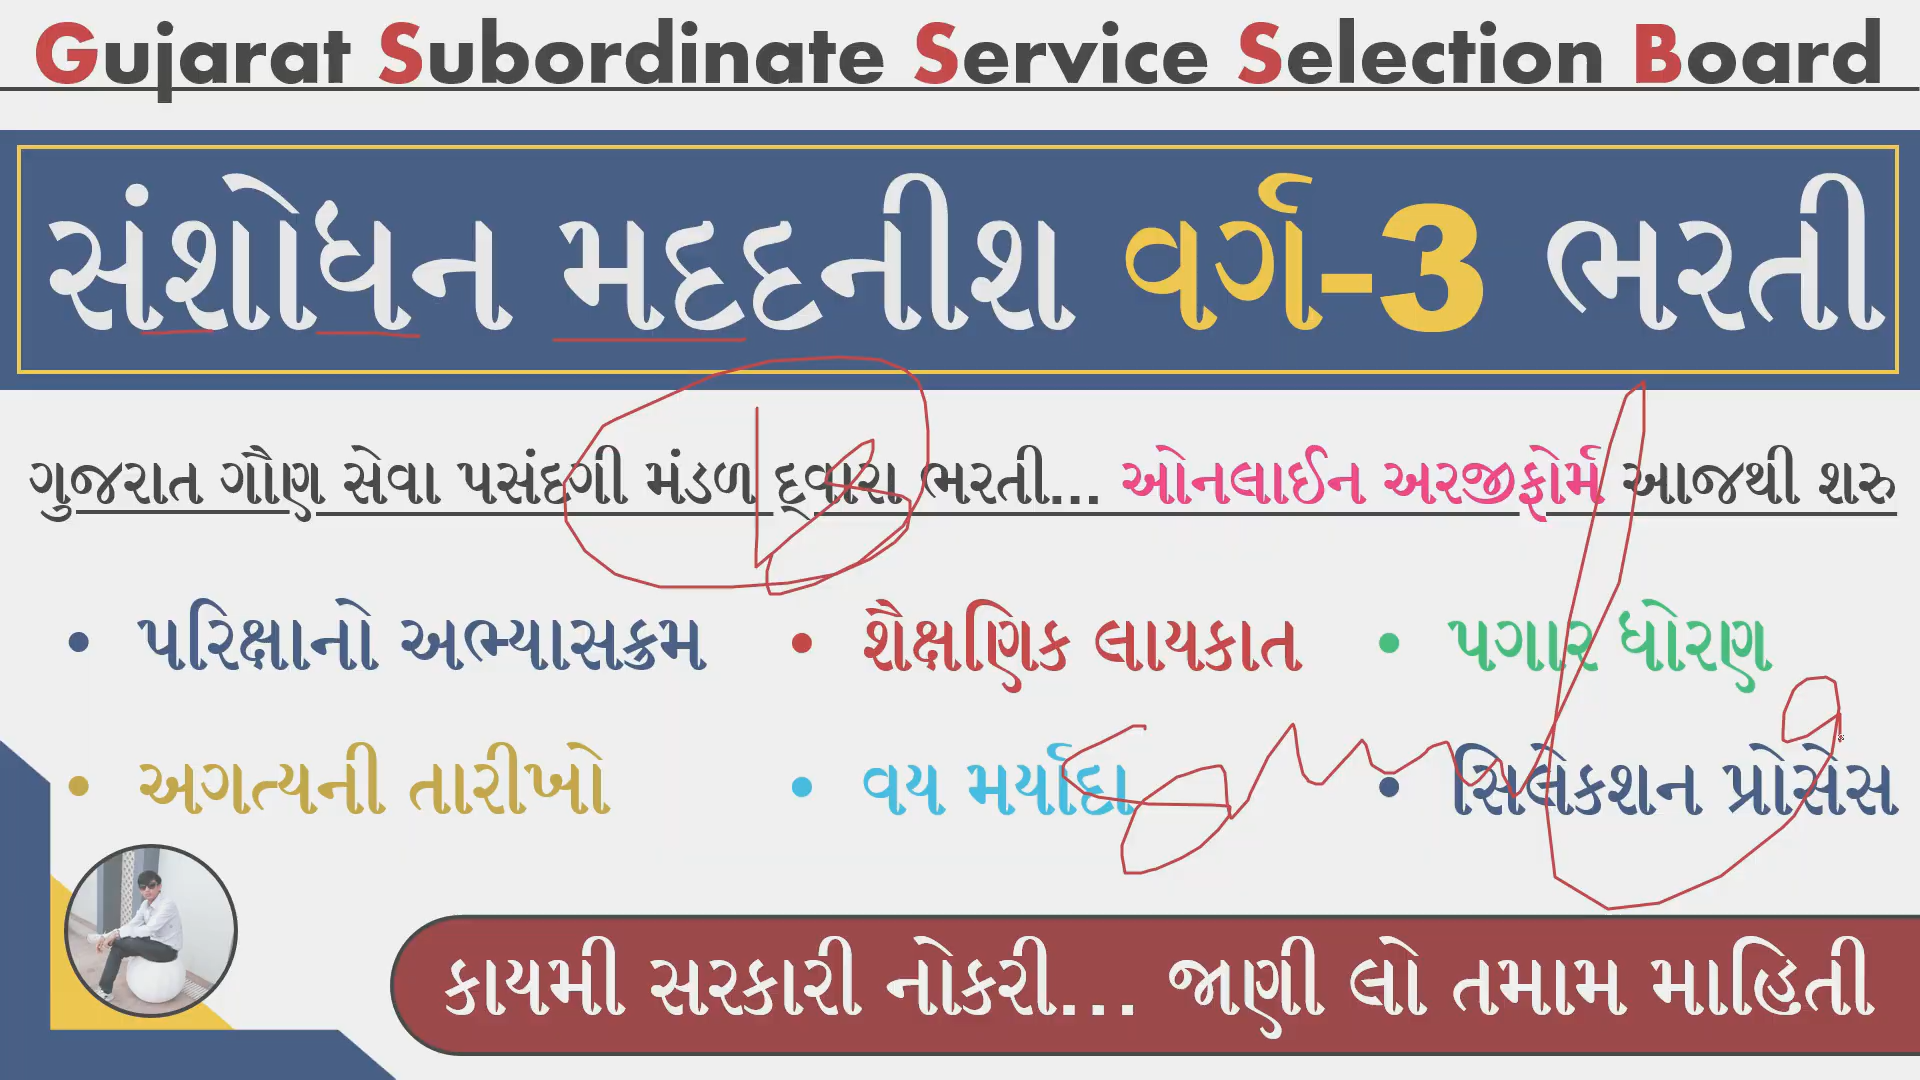 Gujarat Subordinate Service Selection Board
સંશોધન મદદનીશ વર્ગ-3 ભરતી
ગુજરાત ગૌણ સેવા પસંદગી મંડળ દ્વારા ભરતી... ઓનલાઈન અરજીફોર્મ આજથી શરુ
• પરિક્ષાનો અભ્યાસક્રમ • શૈક્ષણિક લાયકાત • પગાર ધોરણ
• અગત્યની તારીખો • વય મર્યાદા • સિલેકશન પ્રોસેસ
કાયમી સરકારી નોકરી... જાણી લો તમામ માહિતી